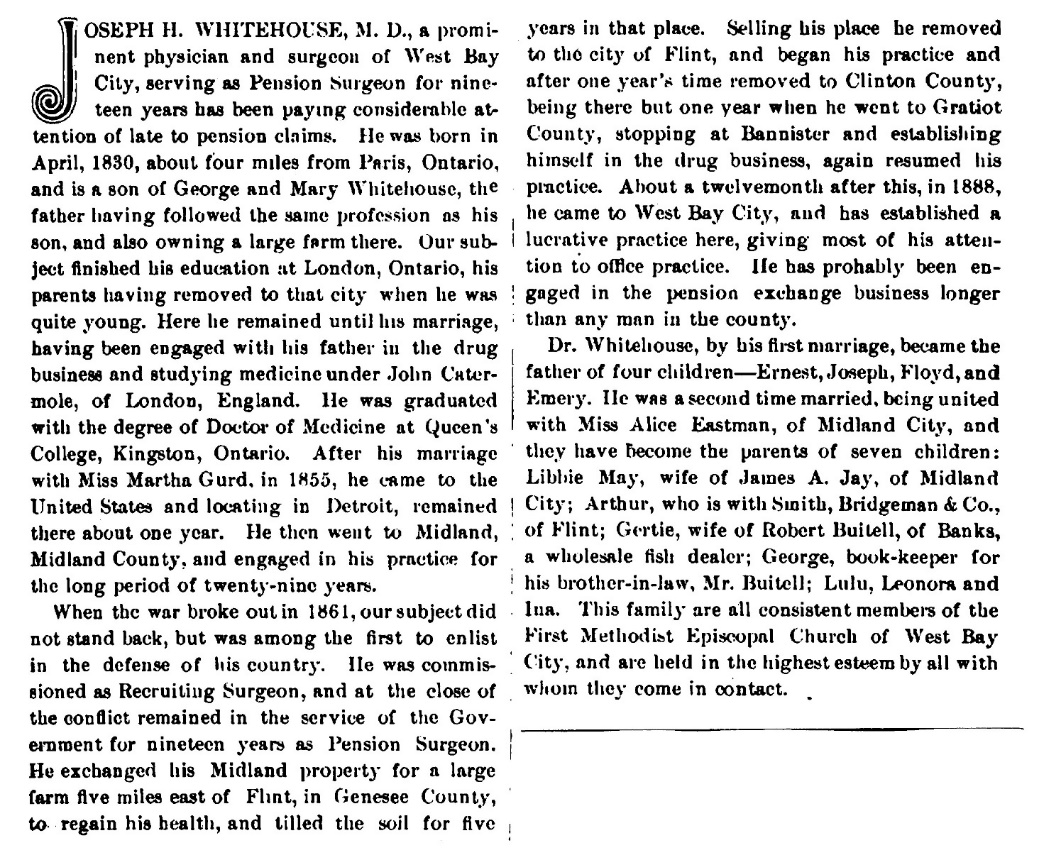 JOSEPH H. WHITEHOUSE, M. D., a promi-
nent physician and surgeon of West Bay
City, serving as Pension Surgeon for nine-
teen years has been paying considerable at-
tention of late to pension claims. He was born in
April, 1830, about four miles from Paris, Ontario,
and is a son of George and Mary Whitehouse, the
father having followed the same profession as his
son, and also owning a large farm there. Our sub-
ject finished his education at London, Ontario, his
parents having removed to that city when he was
quite young. Here he remained until his marriage,
having been engaged with his father in the drug
business and studying medicine under John Cater-
mole, of London, England. He was graduated
with the degree of Doctor of Medicine at Queen's
College, Kingston, Ontario. After his marriage
with Miss Martha Gurd, in 1855, he came to the
United States and locating in Detroit, remained
there about one year. He then went to Midland,
Midland County, and engaged in his practice for
the long period of twenty-nine years.
When the war broke out in 1861, our subject did
not stand back, but was among the first to enlist
in the defense of his country. He was commis-
sioned as Recruiting Surgeon, and at the close of
the conflict remained in the service of the Gov-
ernment for nineteen years as Pension Surgeon.
He exchanged his Midland property for a large
farm five miles east of Flint, in Genesee County,
to regain his health, and tilled the soil for five
years in that place. Selling his place he removed
to the city of Flint, and began his practice and
after one year's time removed to Clinton County,
being there but one year when he went to Gratiot
County, stopping at Bannister and establishing
himself in the drug business, again resumed his
practice. About a twelvemonth after this, in 1888,
he came to West Bay City, and has established a
lucrative practice here, giving most of his atten-
tion to office practice. He has prohably been en-
gaged in the pension exchange business longer
than any man in the county.
Dr. Whitehouse, by his first marriage, became the
father of four children—Ernest, Joseph, Floyd, and
Emery. He was a second time married, being united
with Miss Alice Eastman, of Midland City, and
they have become the parents of seven children:
Libbie May, wife of James A. Jay, of Midland
City; Arthur, who is with Smith, Bridgeman & Co.,
of Flint; Gertie, wife of Robert Buitell, of Banks,
a wholesale fish dealer; George, book-keeper for
his brother-in-law, Mr. Buitell; Lulu, Leonora and
Ina. This family are all consistent members of the
First Methodist Episcopal Church of West Bay
City, and are held in the highest esteem by all with
whom they come in contact.